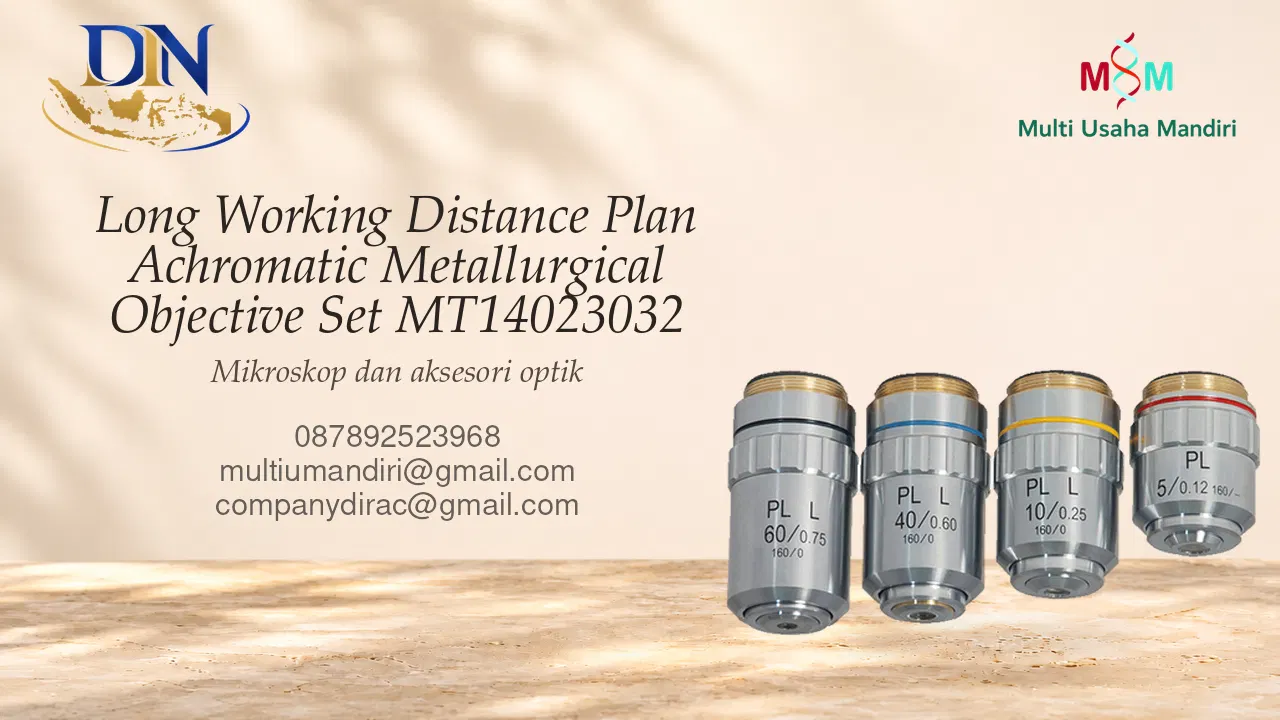 DIN
MSM
Multi Usaha Mandiri
Long Working Distance Plan
Achromatic Metallurgical
Objective Set MT14023032
Mikroskop dan aksesori optik
087892523968
multiumandiri@gmail.com
companydirac@gmail.com
PL L
60/0.75
160/0
PL L
40/0.60
160/0
PL L
10/0.25
160/0
PL
5/0.12 160/-